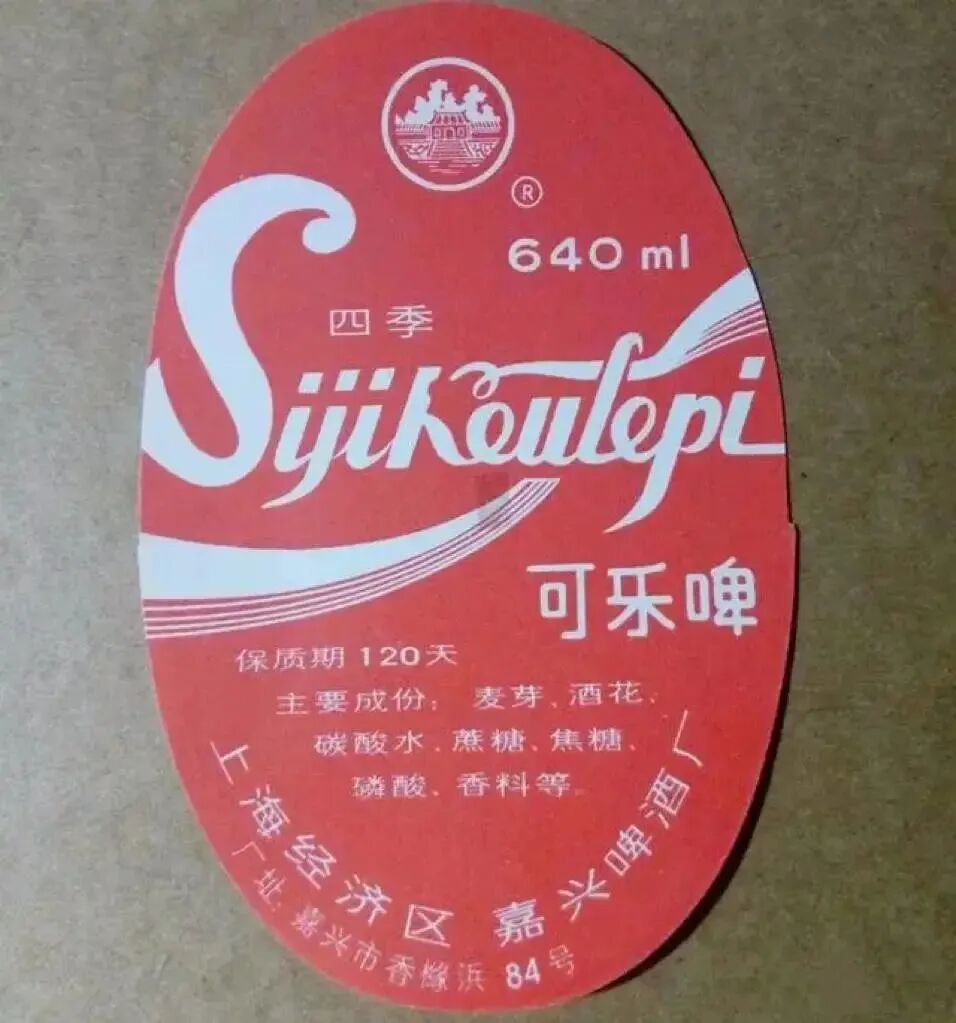 ®
640 ml
四季
Sijikeulepi
可乐啤
保质期 120天
主要成份： 麦芽、酒花、
碳酸水、蔗糖、焦糖、
磷酸、香料等。
上海经济区 嘉兴啤酒厂
厂址 嘉兴市香橼浜 84号